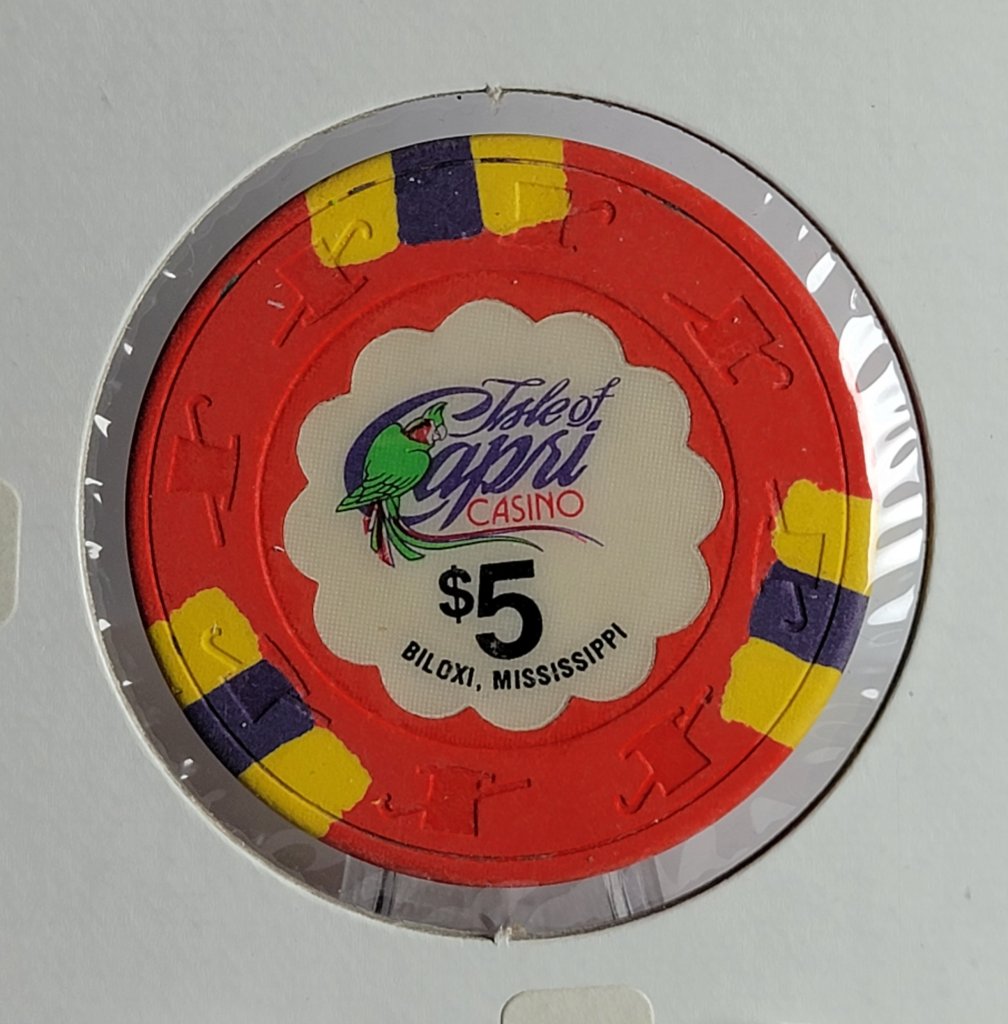 Isle of
Capri
CASINO
$5
BILOXI, MISSISSIPPI